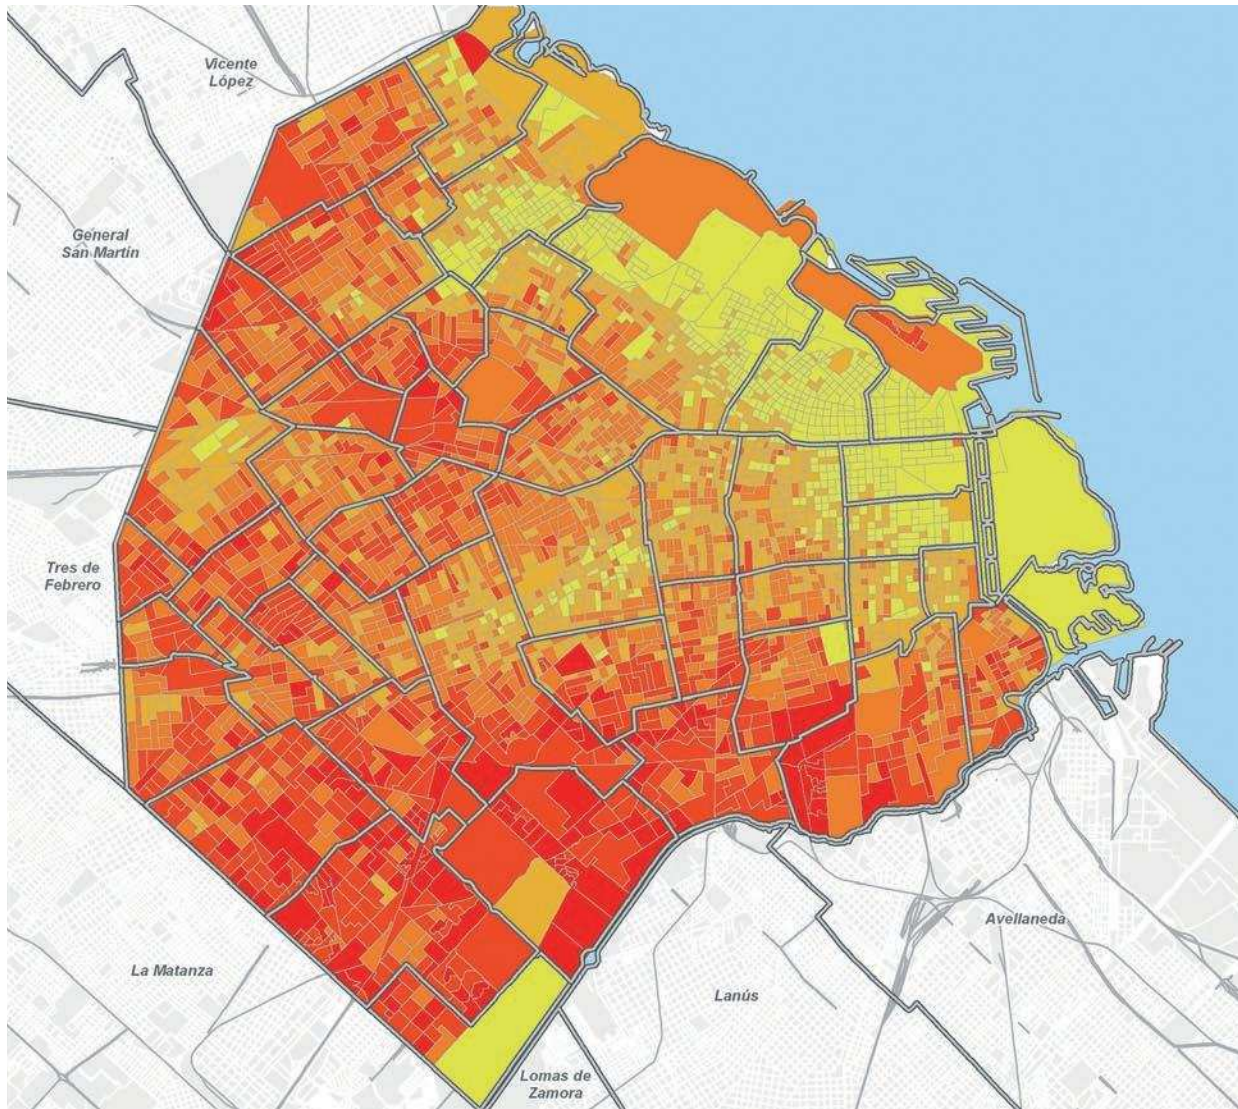 Vicente
López
General
San Martín
Tres de
Febrero
La Matanza
Avellaneda
Lanús
Lomas de
Zamora